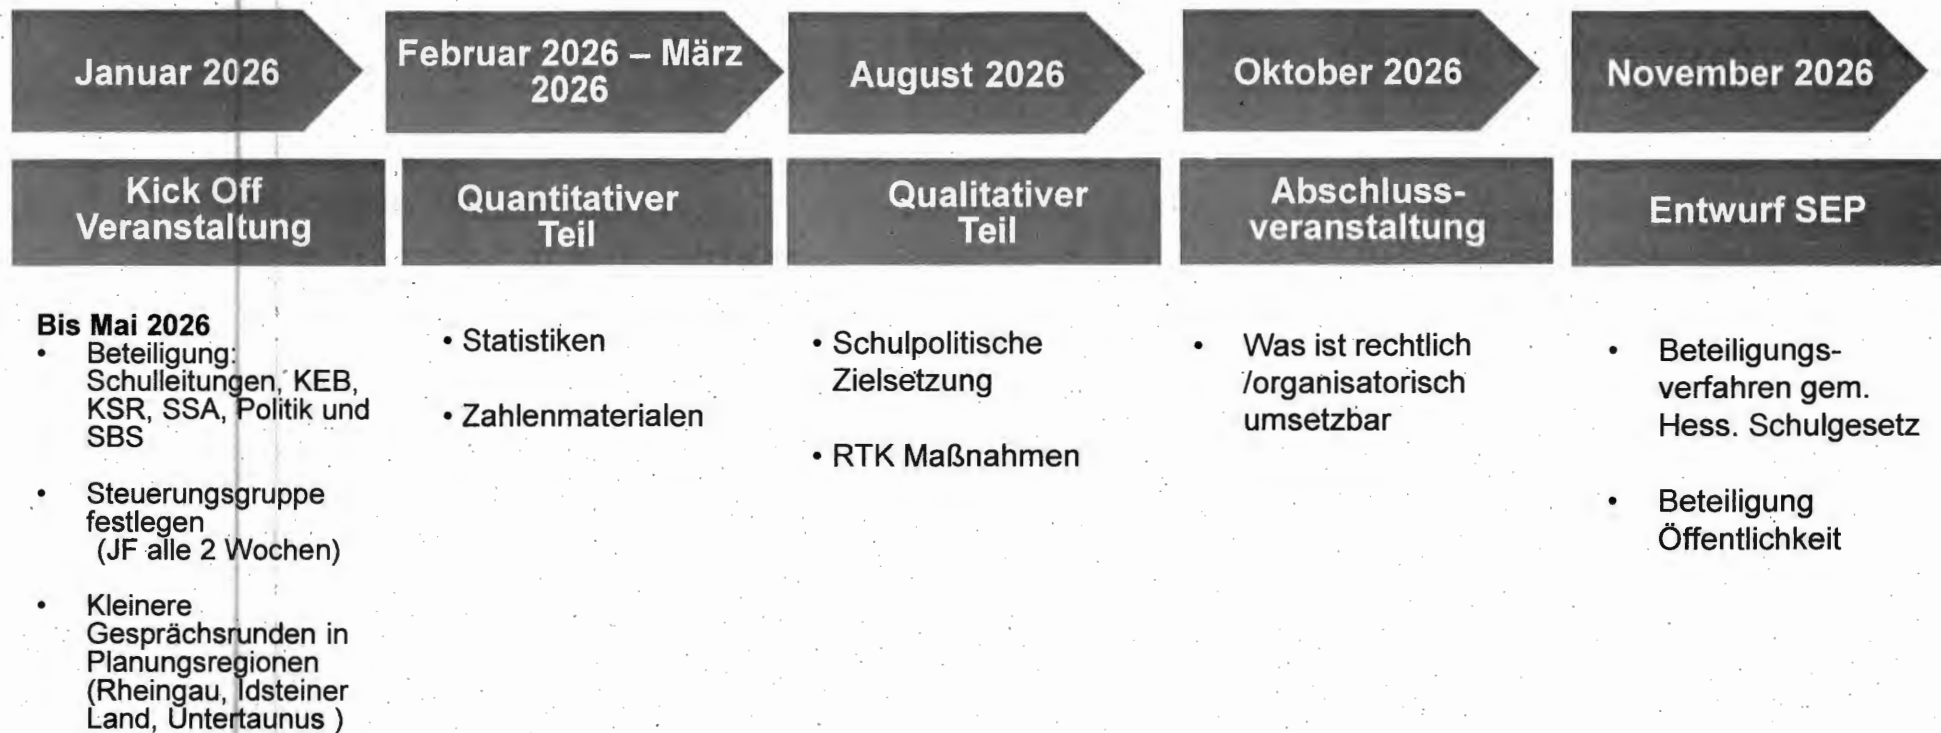 Januar 2026
Februar 2026 – März
2026
August 2026
Oktober 2026
November 2026
Kick Off
Veranstaltung
Quantitativer
Teil
Qualitativer
Teil
Abschluss-
veranstaltung
Entwurf SEP
Bis Mai 2026
• Beteiligung:
Schulleitungen, KEB,
KSR, SSA, Politik und
SBS
• Steuerungsgruppe
festlegen
(JF alle 2 Wochen)
• Kleinere
Gesprächsrunden in
Planungsregionen
(Rheingau, Idsteiner
Land, Untertaunus )
• Statistiken
• Zahlenmaterialen
• Schulpolitische
Zielsetzung
• RTK Maßnahmen
• Was ist rechtlich
/organisatorisch
umsetzbar
• Beteiligungs-
verfahren gem.
Hess. Schulgesetz
• Beteiligung
Öffentlichkeit